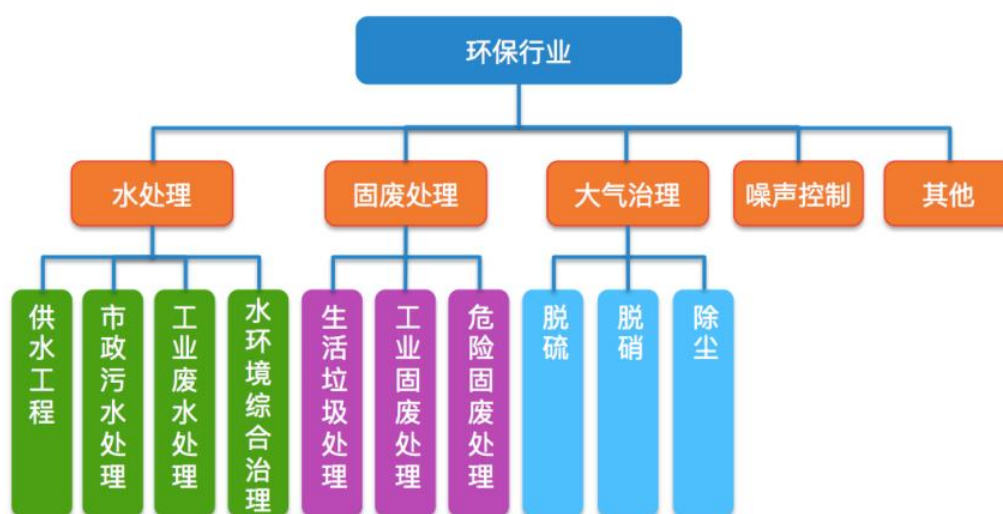 环保行业
水处理
固废处理
大气治理
噪声控制
其他
供水工程
市政污水处理
工业废水处理
水环境综合治理
生活垃圾处理
工业固废处理
危险固废处理
脱硫
脱硝
除尘